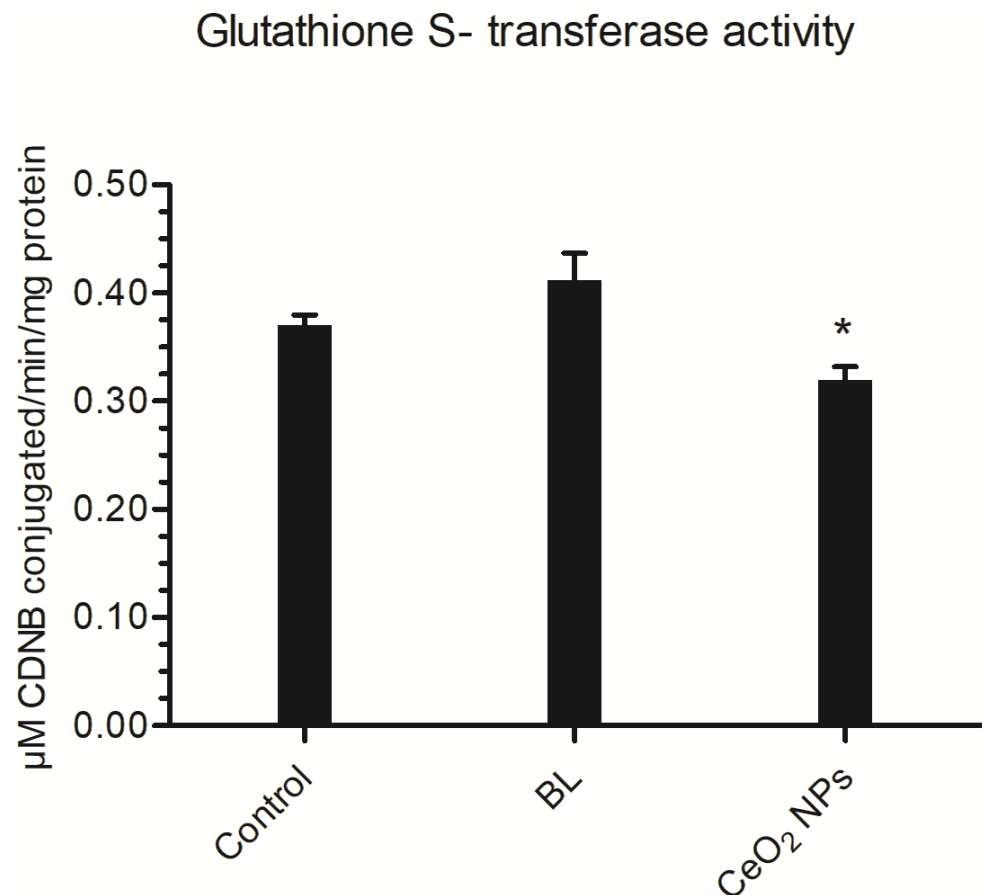 Glutathione S- transferase activity
µM CDNB conjugated/min/mg protein
0.50
0.40
0.30
0.20
0.10
0.00
*
Control
BL
CeO₂ NPs